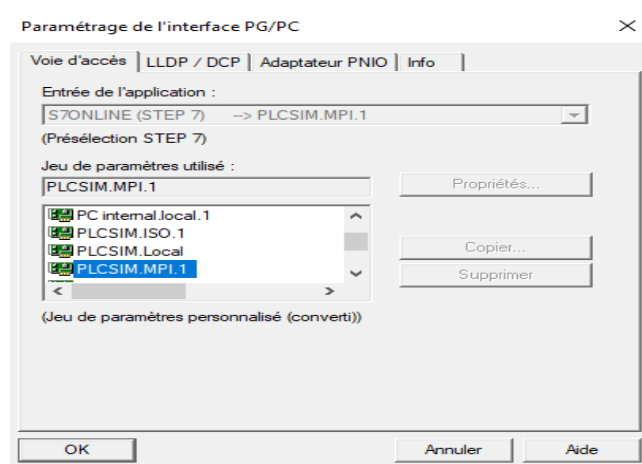 Paramétrage de l'interface PG/PC
Voie d'accès LLDP / DCP Adaptateur PNIO Info
Entrée de l'application :
S7ONLINE (STEP 7) --> PLCSIM.MPI.1
(Présélection STEP 7)
Jeu de paramètres utilisé :
PLCSIM.MPI.1 Propriétés...
PC internal.local.1
PLCSIM.ISO.1
PLCSIM.Local Copier...
PLCSIM.MPI.1 Supprimer
(Jeu de paramètres personnalisé (converti))
OK Annuler Aide